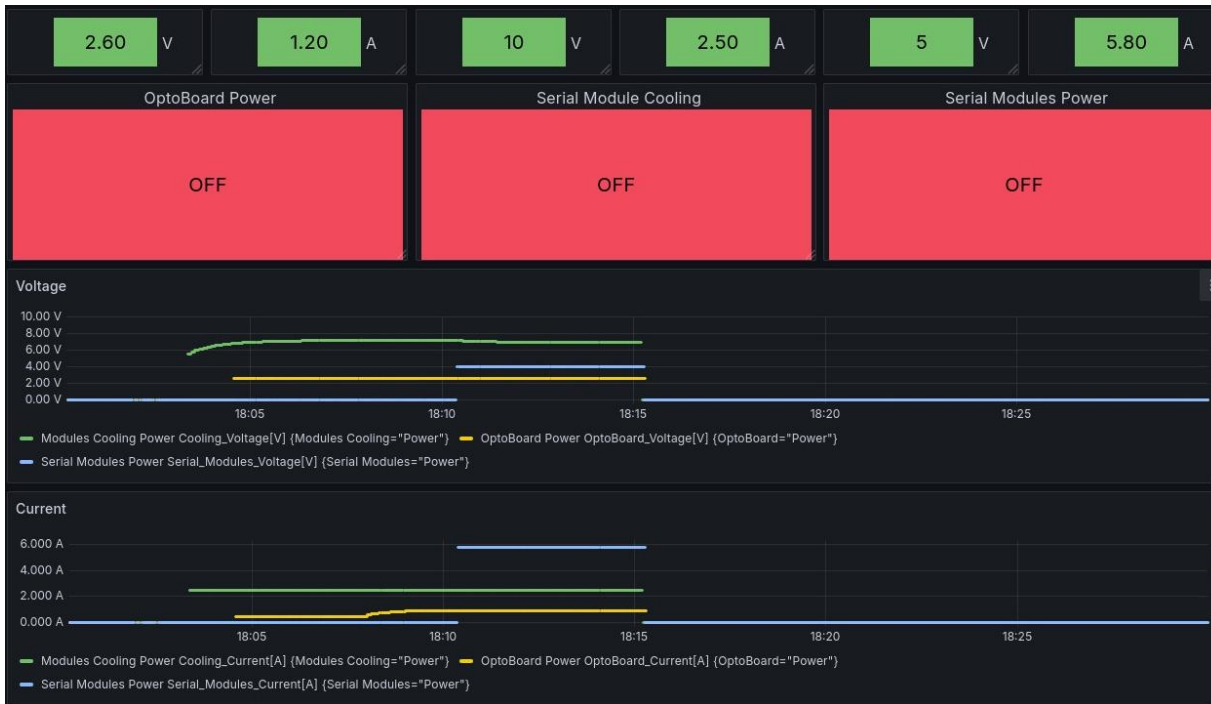 2.60 V 1.20 A 10 V 2.50 A 5 V 5.80 A
OptoBoard Power Serial Module Cooling Serial Modules Power
OFF OFF OFF
Voltage
10.00 V
8.00 V
6.00 V
4.00 V
2.00 V
0.00 V
18:05 18:10 18:15 18:20 18:25
Modules Cooling Power Cooling_Voltage[V] {Modules Cooling="Power"} OptoBoard Power OptoBoard_Voltage[V] {OptoBoard="Power"}
Serial Modules Power Serial_Modules_Voltage[V] {Serial Modules="Power"}
Current
6.000 A
4.000 A
2.000 A
0.000 A
18:05 18:10 18:15 18:20 18:25
Modules Cooling Power Cooling_Current[A] {Modules Cooling="Power"} OptoBoard Power OptoBoard_Current[A] {OptoBoard="Power"}
Serial Modules Power Serial_Modules_Current[A] {Serial Modules="Power"}